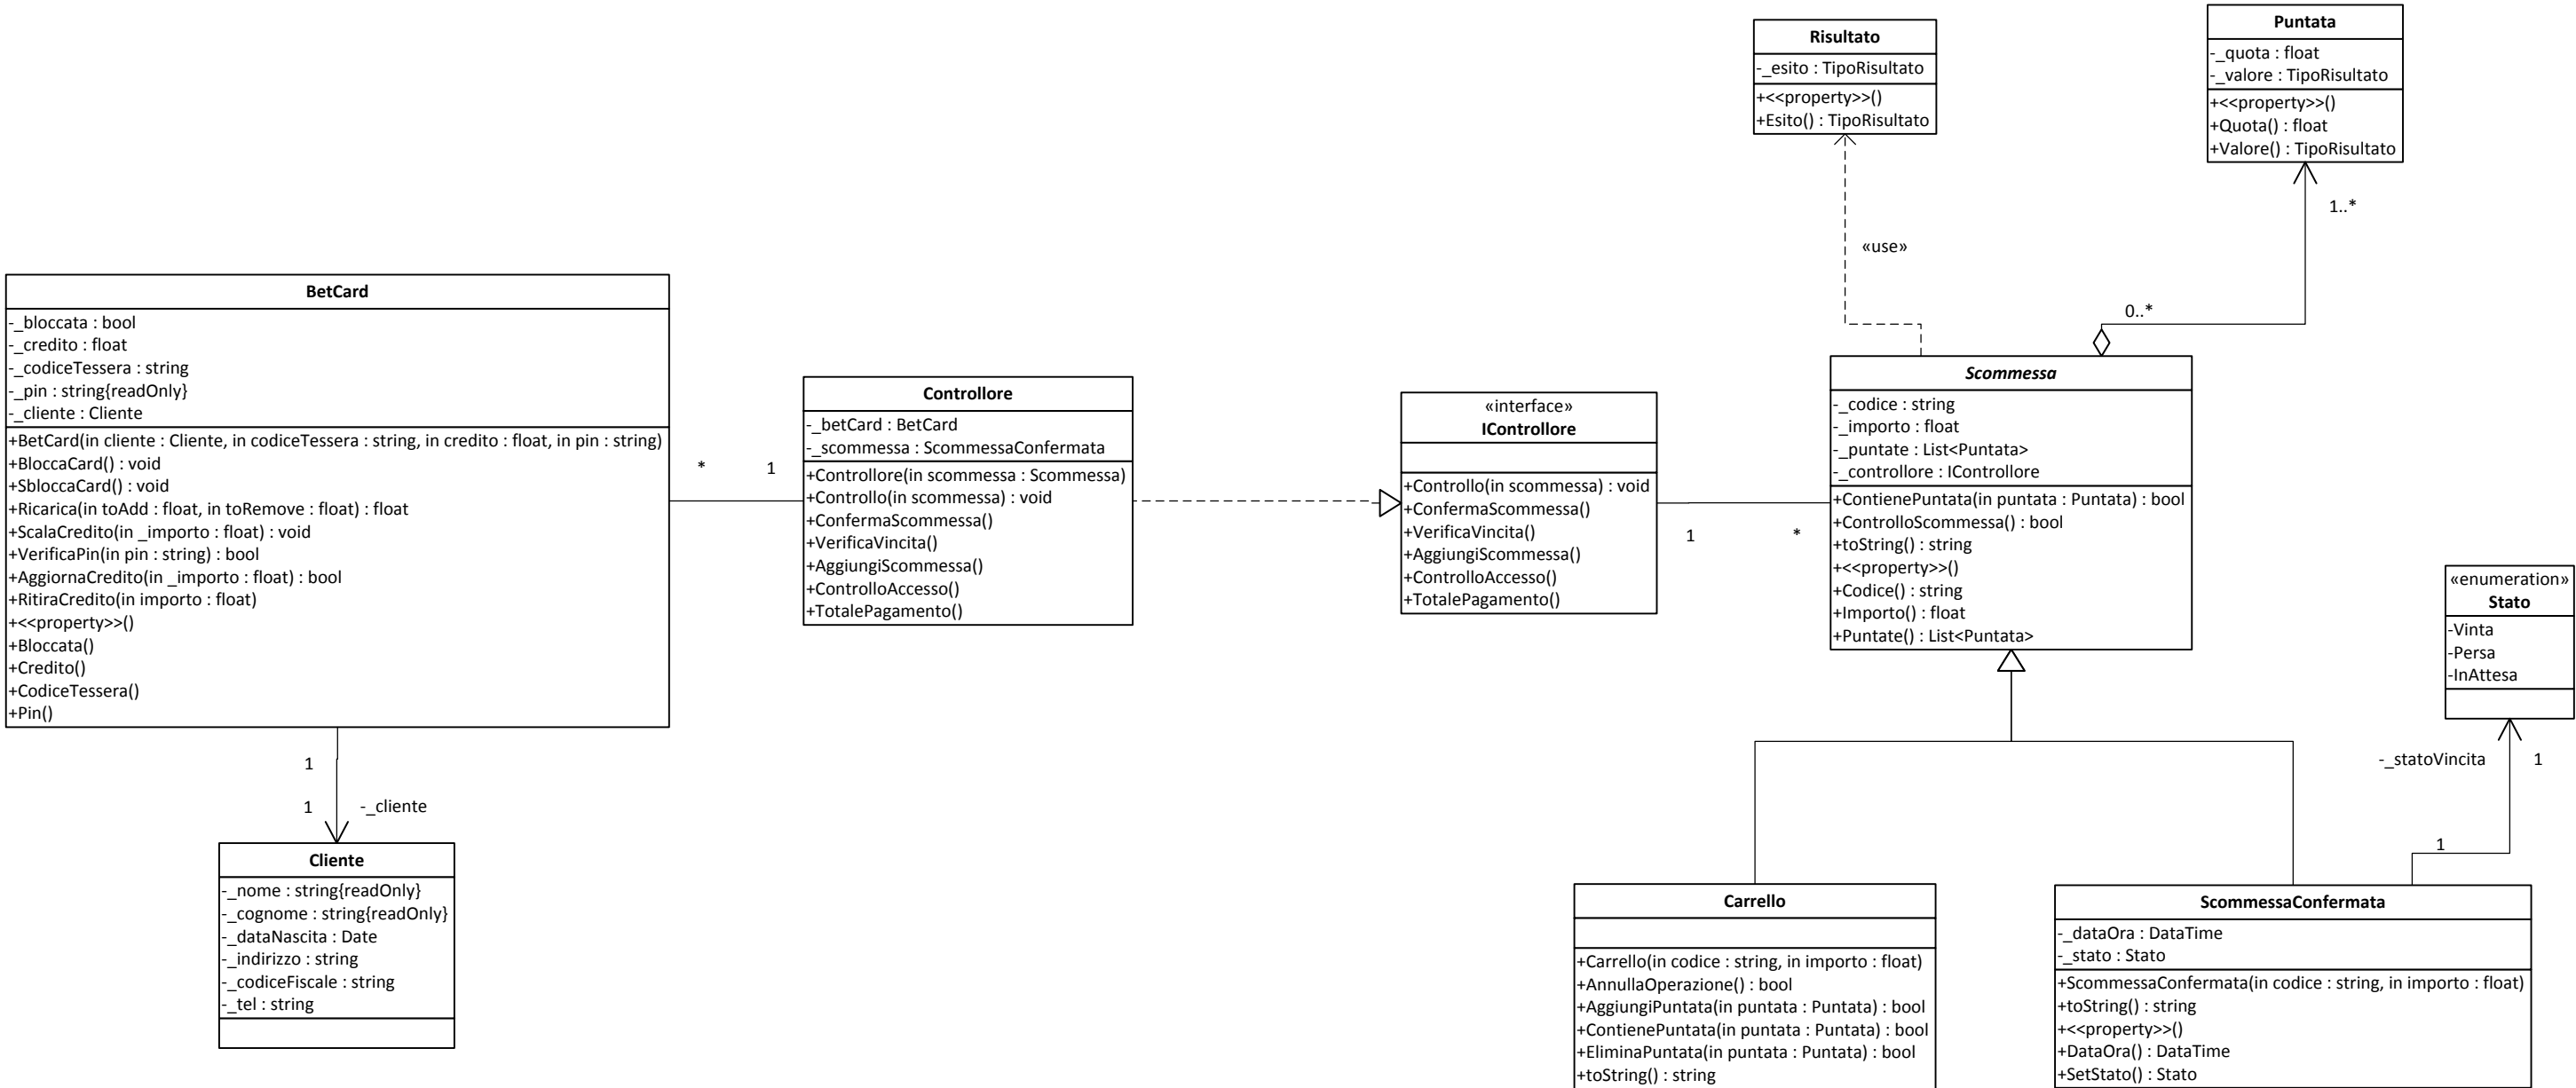 Risultato
-_esito : TipoRisultato
+<<property>>()
+Esito() : TipoRisultato
Puntata
-_quota : float
-_valore : TipoRisultato
+<<property>>()
+Quota() : float
+Valore() : TipoRisultato
1..*
«use»
0..*
BetCard
-_bloccata : bool
-_credito : float
-_codiceTessera : string
-_pin : string{readOnly}
-_cliente : Cliente
+BetCard(in cliente : Cliente, in codiceTessera : string, in credito : float, in pin : string)
+BloccaCard() : void
+SbloccaCard() : void
+Ricarica(in toAdd : float, in toRemove : float) : float
+ScalaCredito(in _importo : float) : void
+VerificaPin(in pin : string) : bool
+AggiornaCredito(in _importo : float) : bool
+RitiraCredito(in importo : float)
+<<property>>()
+Bloccata()
+Credito()
+CodiceTessera()
+Pin()
*
1
Controllore
-_betCard : BetCard
-_scommessa : ScommessaConfermata
+Controllore(in scommessa : Scommessa)
+Controllo(in scommessa) : void
+ConfermaScommessa()
+VerificaVincita()
+AggiungiScommessa()
+ControlloAccesso()
+TotalePagamento()
«interface»
IControllore
+Controllo(in scommessa) : void
+ConfermaScommessa()
+VerificaVincita()
+AggiungiScommessa()
+ControlloAccesso()
+TotalePagamento()
1
*
Scommessa
-_codice : string
-_importo : float
-_puntate : List<Puntata>
-_controllore : IControllore
+ContienePuntata(in puntata : Puntata) : bool
+ControlloScommessa() : bool
+toString() : string
+<<property>>()
+Codice() : string
+Importo() : float
+Puntate() : List<Puntata>
«enumeration»
Stato
-Vinta
-Persa
-InAttesa
-_statoVincita
1
1
1
1
-_cliente
Cliente
-_nome : string{readOnly}
-_cognome : string{readOnly}
-_dataNascita : Date
-_indirizzo : string
-_codiceFiscale : string
-_tel : string
Carrello
+Carrello(in codice : string, in importo : float)
+AnnullaOperazione() : bool
+AggiungiPuntata(in puntata : Puntata) : bool
+ContienePuntata(in puntata : Puntata) : bool
+EliminaPuntata(in puntata : Puntata) : bool
+toString() : string
ScommessaConfermata
-_dataOra : DataTime
-_stato : Stato
+ScommessaConfermata(in codice : string, in importo : float)
+toString() : string
+<<property>>()
+DataOra() : DataTime
+SetStato() : Stato